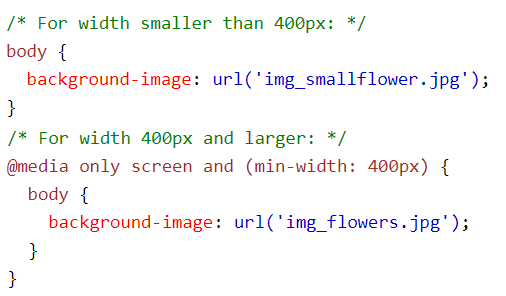 /* For width smaller than 400px: */
body {
  background-image: url('img_smallflower.jpg');
}
/* For width 400px and larger: */
@media only screen and (min-width: 400px) {
  body {
    background-image: url('img_flowers.jpg');
  }
}